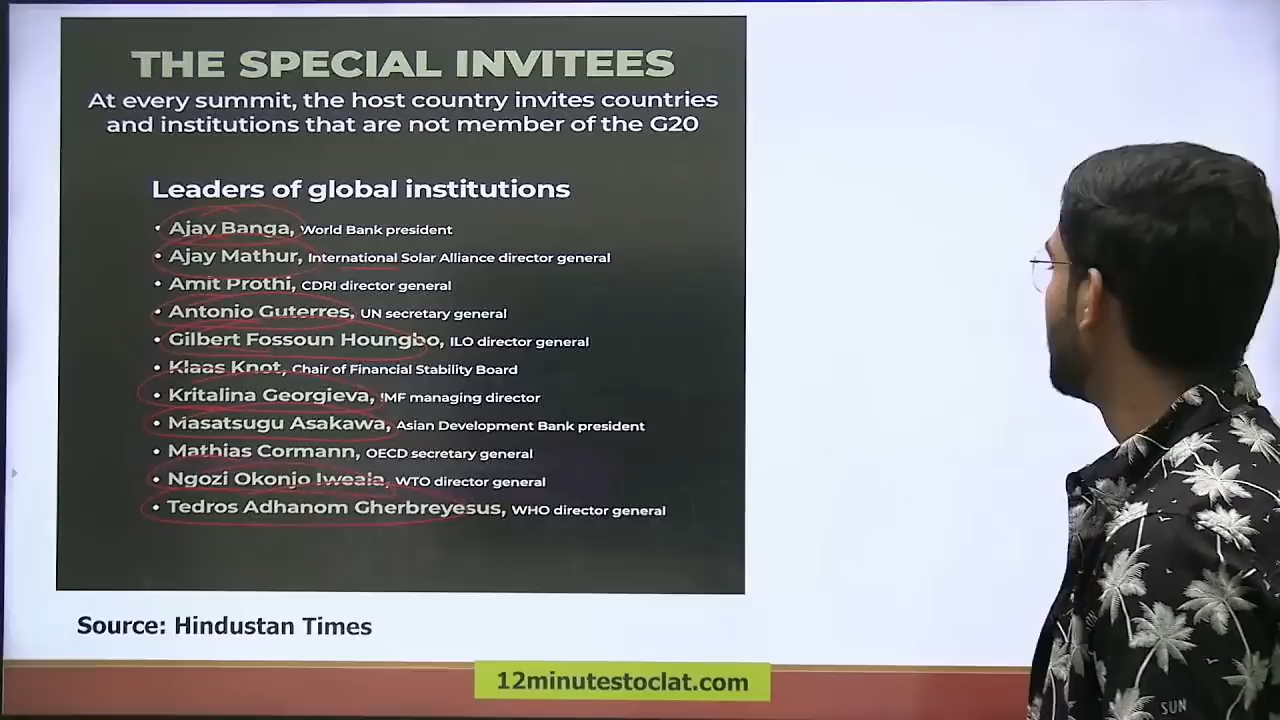 THE SPECIAL INVITEES
At every summit, the host country invites countries
and institutions that are not member of the G20
Leaders of global institutions
• Ajay Banga, World Bank president
• Ajay Mathur, International Solar Alliance director general
• Amit Prothi, CDRI director general
• Antonio Guterres, UN secretary general
• Gilbert Fossoun Houngbo, ILO director general
• Klaas Knot, Chair of Financial Stability Board
• Kritalina Georgieva, IMF managing director
• Masatsugu Asakawa, Asian Development Bank president
• Mathias Cormann, OECD secretary general
• Ngozi Okonjo Iweala, WTO director general
• Tedros Adhanom Gherbreyesus, WHO director general
Source: Hindustan Times
12minutestoclat.com
SUN